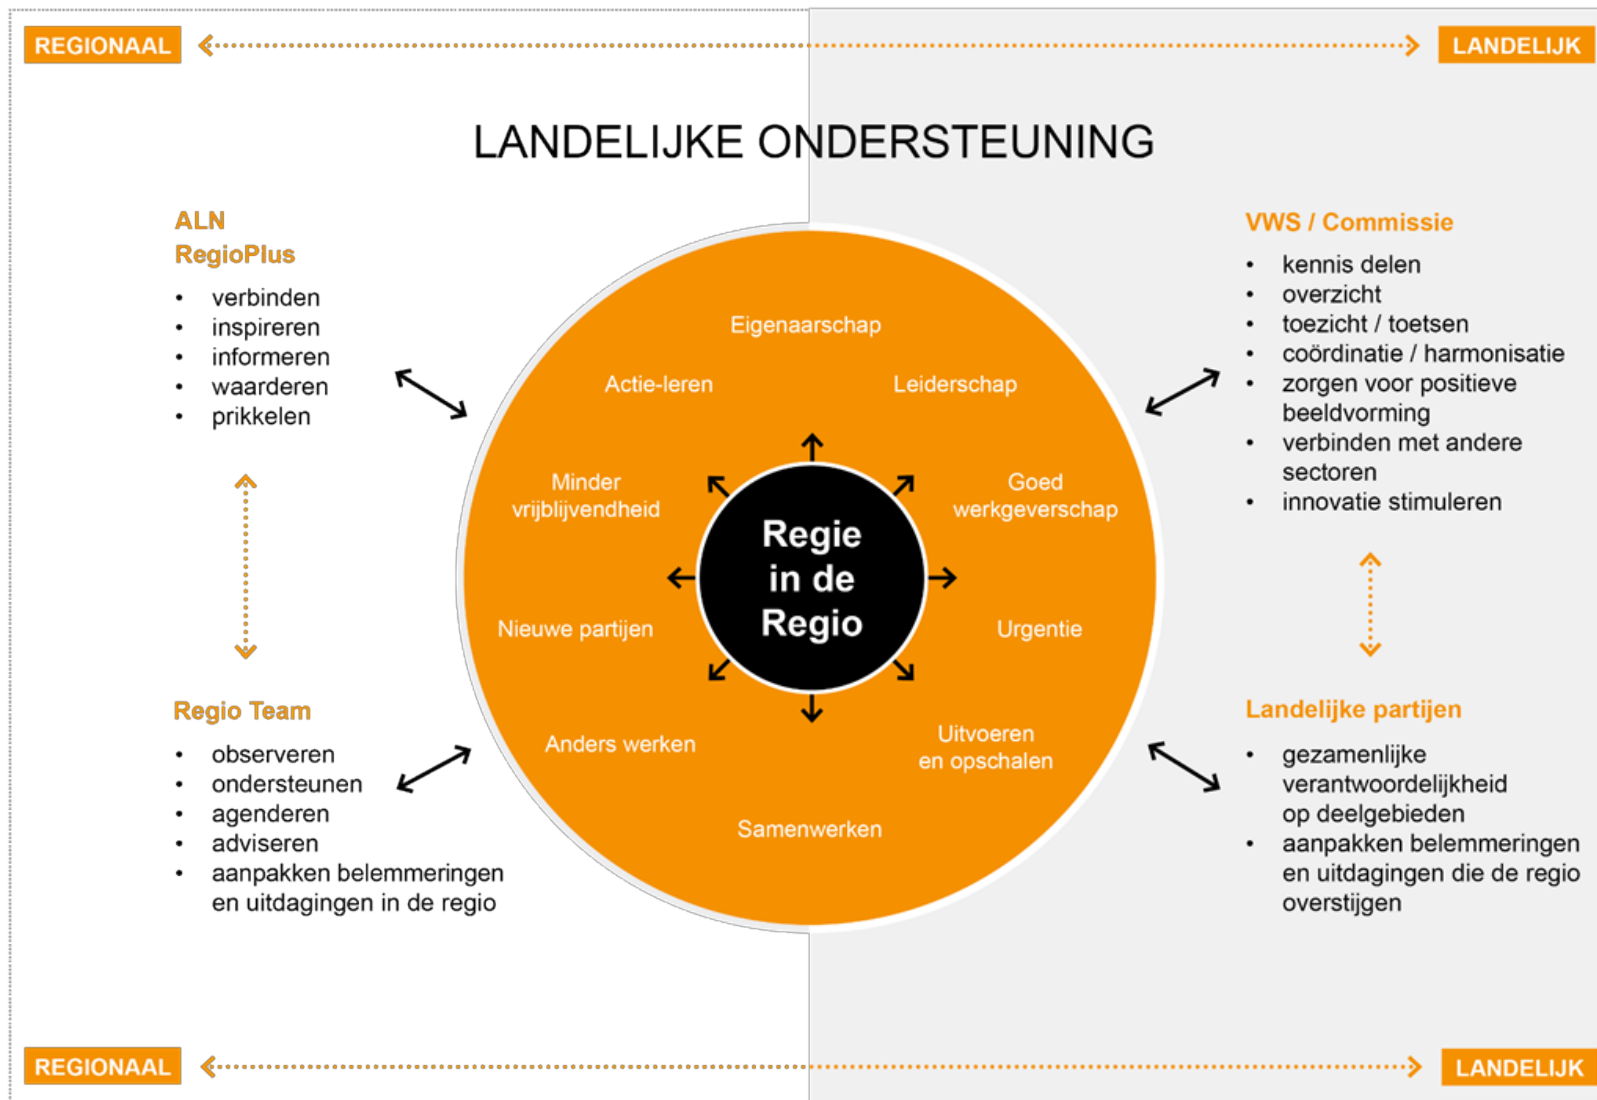 REGIONAAL
LANDELIJK
LANDELIJKE ONDERSTEUNING
ALN
RegioPlus
• verbinden
• inspireren
• informeren
• waarderen
• prikkelen
Regio Team
• observeren
• ondersteunen
• agenderen
• adviseren
• aanpakken belemmeringen
en uitdagingen in de regio
Eigenaarschap
Actie-leren
Leiderschap
Minder
vrijblijvendheid
Goed
werkgeverschap
Regie
in de
Regio
Nieuwe partijen
Urgentie
Anders werken
Uitvoeren
en opschalen
Samenwerken
VWS / Commissie
• kennis delen
• overzicht
• toezicht / toetsen
• coördinatie / harmonisatie
• zorgen voor positieve
beeldvorming
• verbinden met andere
sectoren
• innovatie stimuleren
Landelijke partijen
• gezamenlijke
verantwoordelijkheid
op deelgebieden
• aanpakken belemmeringen
en uitdagingen die de regio
overstijgen
REGIONAAL
LANDELIJK